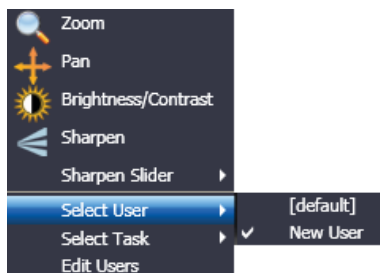 Zoom
Pan
Brightness/Contrast
Sharpen
Sharpen Slider
Select User
[default]
Select Task
New User
Edit Users